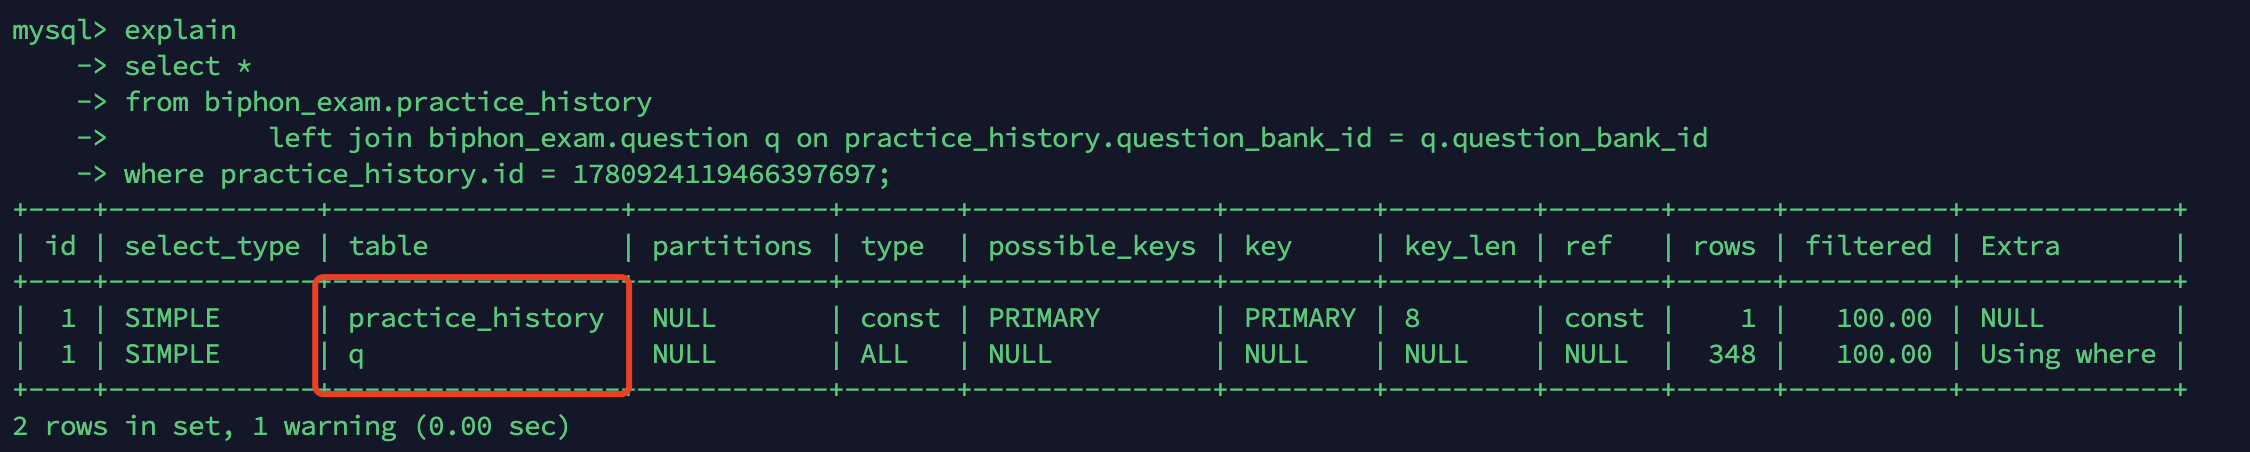 mysql> explain
    -> select *
    -> from biphon_exam.practice_history
    ->          left join biphon_exam.question q on practice_history.question_bank_id = q.question_bank_id
    -> where practice_history.id = 1780924119466397697;
+----+-------------+------------------+------------+-------+---------------+---------+---------+-------+------+----------+-------------+
| id | select_type | table            | partitions | type  | possible_keys | key     | key_len | ref   | rows | filtered | Extra       |
+----+-------------+------------------+------------+-------+---------------+---------+---------+-------+------+----------+-------------+
|  1 | SIMPLE      | practice_history | NULL       | const | PRIMARY       | PRIMARY | 8       | const |    1 |   100.00 | NULL        |
|  1 | SIMPLE      | q                | NULL       | ALL   | NULL          | NULL    | NULL    | NULL  |  348 |   100.00 | Using where |
+----+-------------+------------------+------------+-------+---------------+---------+---------+-------+------+----------+-------------+
2 rows in set, 1 warning (0.00 sec)